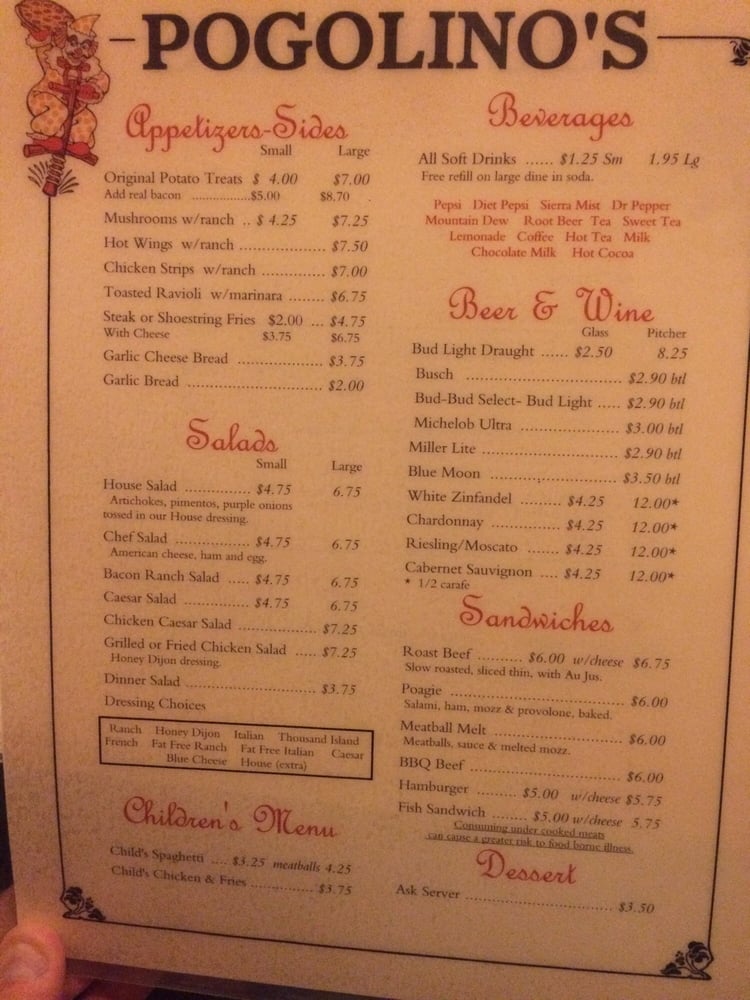 POGOLINO'S
Appetizers-Sides
Small Large
Original Potato Treats $ 4.00 $7.00
Add real bacon .................$5.00 $8.70
Mushrooms w/ranch .. $ 4.25 $7.25
Hot Wings w/ranch ...................... $7.50
Chicken Strips w/ranch ................ $7.00
Toasted Ravioli w/marinara ........ $6.75
Steak or Shoestring Fries $2.00 ... $4.75
With Cheese $3.75 $6.75
Garlic Cheese Bread ..................... $3.75
Garlic Bread .................................. $2.00
Salads
Small Large
House Salad ................ $4.75 6.75
Artichokes, pimentos, purple onions
tossed in our House dressing.
Chef Salad .................. $4.75 6.75
American cheese, ham and egg.
Bacon Ranch Salad ..... $4.75 6.75
Caesar Salad ............... $4.75 6.75
Chicken Caesar Salad ................... $7.25
Grilled or Fried Chicken Salad ..... $7.25
Honey Dijon dressing.
Dinner Salad ................................. $3.75
Dressing Choices
Ranch Honey Dijon Italian Thousand Island
French Fat Free Ranch Fat Free Italian Caesar
Blue Cheese House (extra)
Children's Menu
Child's Spaghetti .... $3.25 meatballs 4.25
Child's Chicken & Fries ............... $3.75
Beverages
All Soft Drinks ...... $1.25 Sm 1.95 Lg
Free refill on large dine in soda.
Pepsi Diet Pepsi Sierra Mist Dr Pepper
Mountain Dew Root Beer Tea Sweet Tea
Lemonade Coffee Hot Tea Milk
Chocolate Milk Hot Cocoa
Beer & Wine
Glass Pitcher
Bud Light Draught ...... $2.50 8.25
Busch ...................................... $2.90 btl
Bud-Bud Select- Bud Light ..... $2.90 btl
Michelob Ultra ......................... $3.00 btl
Miller Lite ................................ $2.90 btl
Blue Moon ............................... $3.50 btl
White Zinfandel ......... $4.25 12.00*
Chardonnay ............... $4.25 12.00*
Riesling/Moscato ....... $4.25 12.00*
Cabernet Sauvignon .... $4.25 12.00*
* 1/2 carafe
Sandwiches
Roast Beef .......... $6.00 w/cheese $6.75
Slow roasted, sliced thin, with Au Jus.
Poagie ........................................ $6.00
Salami, ham, mozz & provolone, baked.
Meatball Melt ............................. $6.00
Meatballs, sauce & melted mozz.
BBQ Beef ................................... $6.00
Hamburger .......... $5.00 w/cheese $5.75
Fish Sandwich ....... $5.00 w/cheese 5.75
Consuming under cooked meats
can cause a greater risk to food borne illness.
Dessert
Ask Server ................................... $3.50